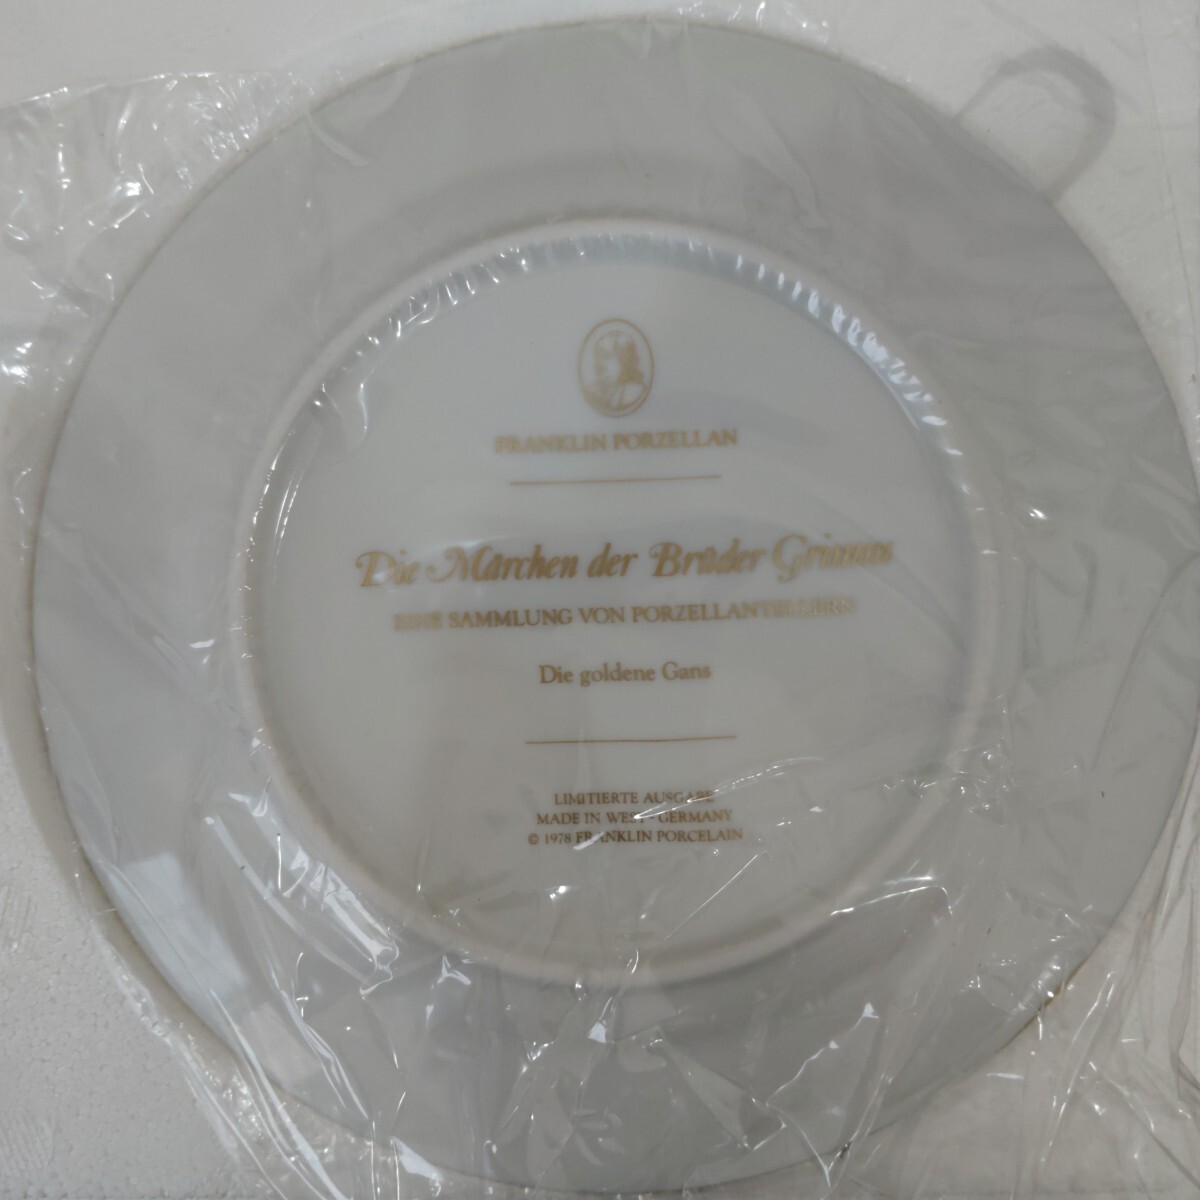 FRANKLIN PORZELLAN
Die Märchen der Brüder Grimm
EINE SAMMLUNG VON PORZELLANTELLERN
Die goldene Gans
LIMITIERTE AUSGABE
MADE IN WEST - GERMANY
© 1978 FRANKLIN PORCELAIN